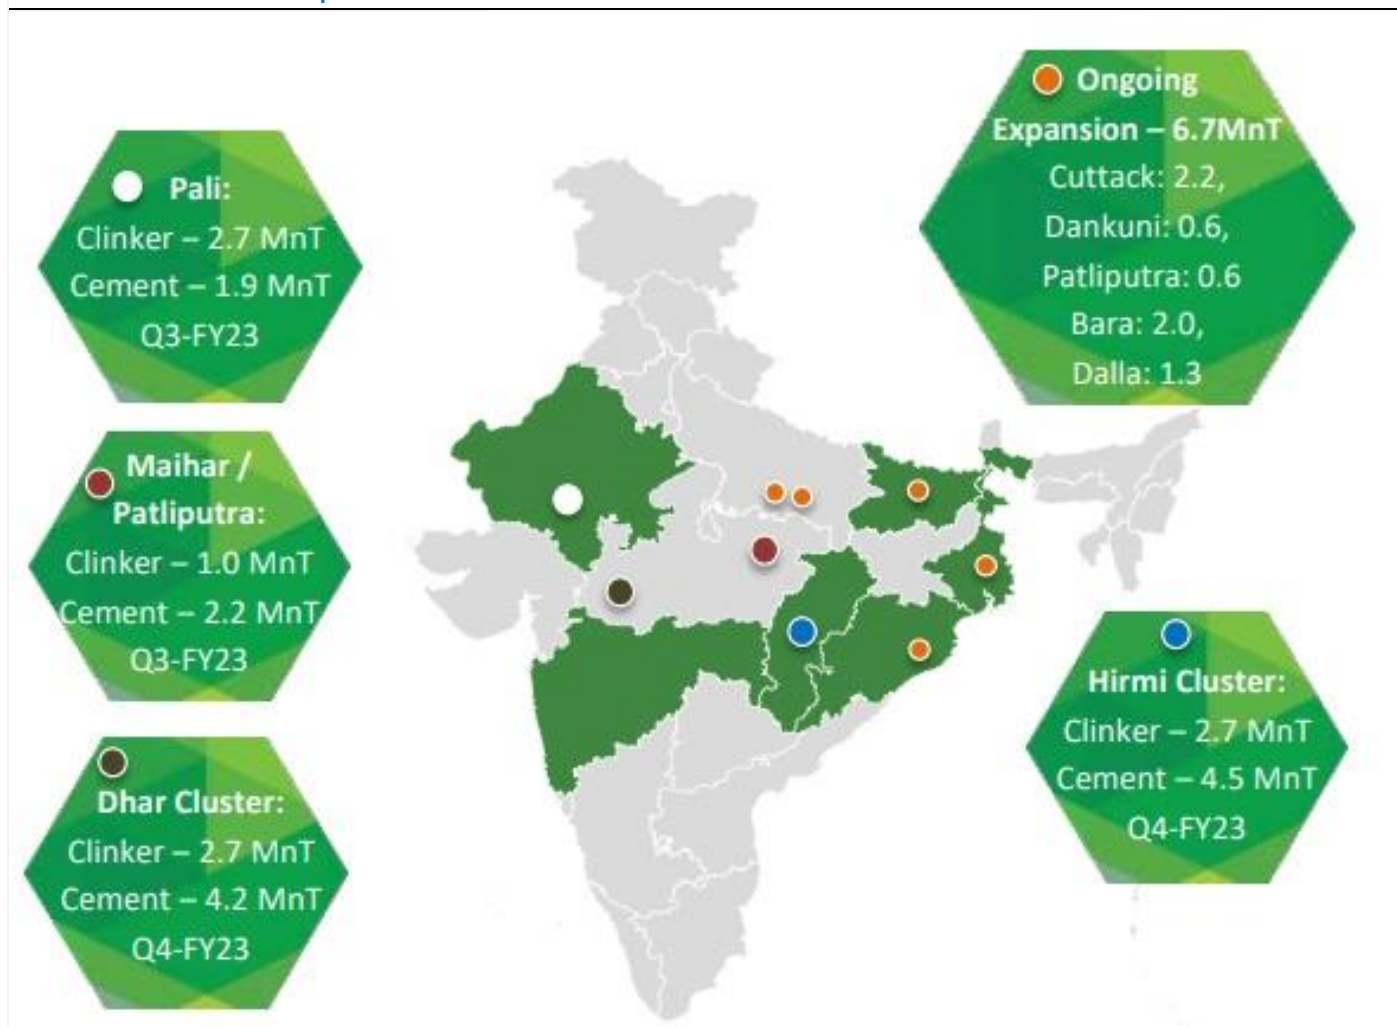 Pali:
Clinker – 2.7 MnT
Cement – 1.9 MnT
Q3-FY23
Maihar /
Patliputra:
Clinker – 1.0 MnT
Cement – 2.2 MnT
Q3-FY23
Dhar Cluster:
Clinker – 2.7 MnT
Cement – 4.2 MnT
Q4-FY23
Ongoing
Expansion – 6.7MnT
Cuttack: 2.2,
Dankuni: 0.6,
Patliputra: 0.6
Bara: 2.0,
Dalla: 1.3
Hirmi Cluster:
Clinker – 2.7 MnT
Cement – 4.5 MnT
Q4-FY23